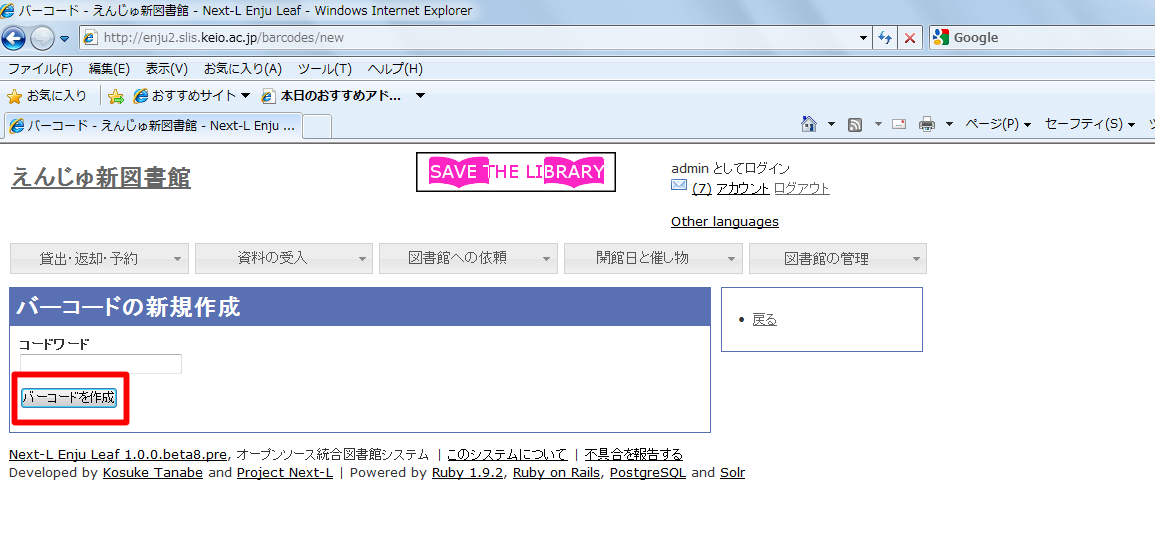 バーコード - えんじゅ新図書館 - Next-L Enju Leaf - Windows Internet Explorer
http://enju2.slis.keio.ac.jp/barcodes/new
Google
ファイル(F) 編集(E) 表示(V) お気に入り(A) ツール(T) ヘルプ(H)
お気に入り おすすめサイト 本日のおすすめアド...
バーコード - えんじゅ新図書館 - Next-L Enju ... ページ(P) セーフティ(S)
えんじゅ新図書館
SAVE THE LIBRARY
admin としてログイン
(7) アカウント ログアウト
Other languages
貸出・返却・予約 資料の受入 図書館への依頼 開館日と催し物 図書館の管理
バーコードの新規作成
コードワード
バーコードを作成
• 戻る
Next-L Enju Leaf 1.0.0.beta8.pre, オープンソース統合図書館システム | このシステムについて | 不具合を報告する
Developed by Kosuke Tanabe and Project Next-L | Powered by Ruby 1.9.2, Ruby on Rails, PostgreSQL and Solr